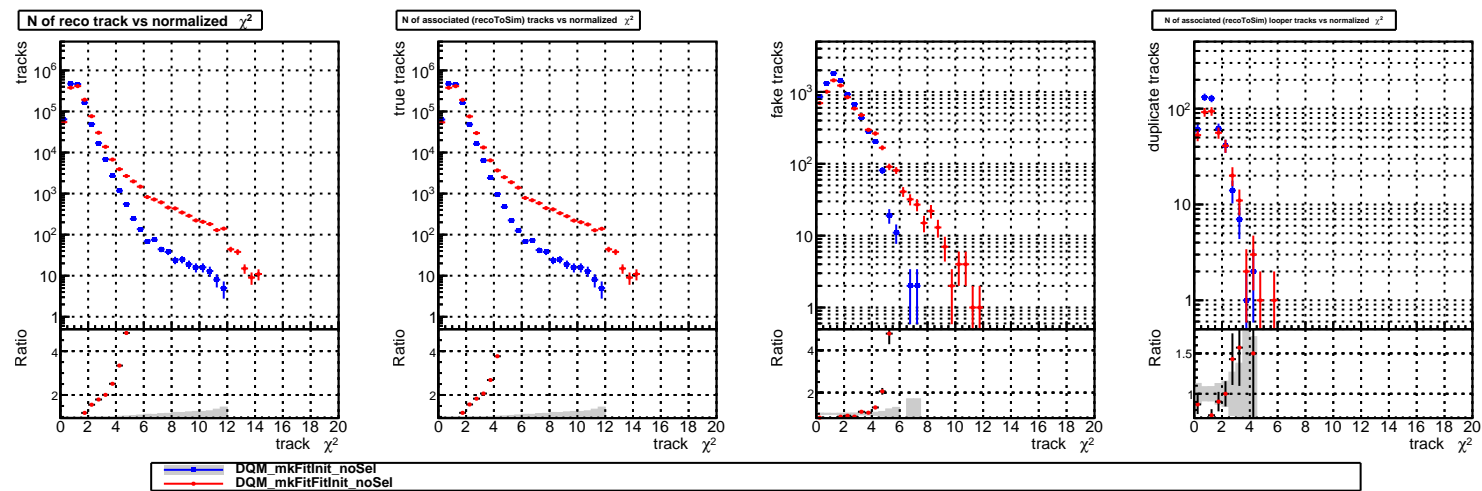 N of reco track vs normalized χ²
N of associated (recoToSim) tracks vs normalized χ²
N of associated (recoToSim) looper tracks vs normalized χ²
tracks
10⁶
10⁵
10⁴
10³
10²
10
1
Ratio
4
2
0 2 4 6 8 10 12 14 16 18 20
track χ²
true tracks
10⁶
10⁵
10⁴
10³
10²
10
1
Ratio
4
2
0 2 4 6 8 10 12 14 16 18 20
track χ²
fake tracks
10³
10²
10
1
Ratio
4
2
0 2 4 6 8 10 12 14 16 18 20
track χ²
duplicate tracks
10²
10
1
Ratio
1.5
1
0 2 4 6 8 10 12 14 16 18 20
track χ²
DQM_mkFitInit_noSel
DQM_mkFitFitInit_noSel